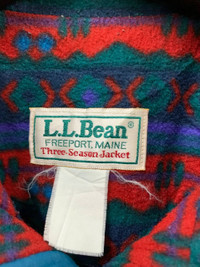 L.L.Bean®
FREEPORT, MAINE
Three-Season Jacket